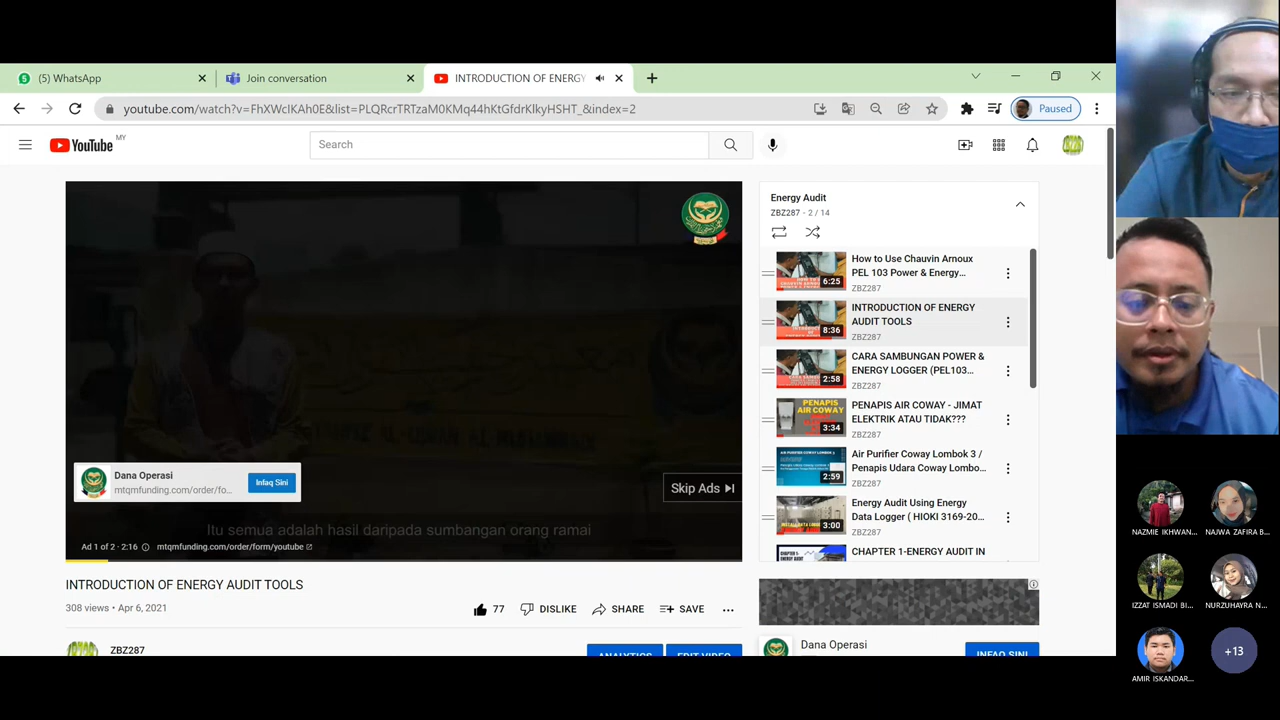 (5) WhatsApp
Join conversation
INTRODUCTION OF ENERGY
youtube.com/watch?v=FhXWclKAh0E&list=PLQRcrTRTzaM0KMq44hKtGfdrKlkyHSHT_&index=2
Paused
YouTube MY
Search
Energy Audit
ZBZ287 - 2 / 14
6:25
How to Use Chauvin Arnoux
PEL 103 Power & Energy...
ZBZ287
8:36
INTRODUCTION OF ENERGY
AUDIT TOOLS
ZBZ287
2:58
CARA SAMBUNGAN POWER &
ENERGY LOGGER (PEL103...
ZBZ287
PENAPIS
AIR COWAY
3:34
PENAPIS AIR COWAY - JIMAT
ELEKTRIK ATAU TIDAK???
ZBZ287
2:59
Air Purifier Coway Lombok 3 /
Penapis Udara Coway Lombo...
ZBZ287
3:00
Energy Audit Using Energy
Data Logger ( HIOKI 3169-20...
ZBZ287
CHAPTER 1-ENERGY AUDIT IN
Dana Operasi
mtqmfunding.com/order/fo...
Infaq Sini
Skip Ads
Itu semua adalah hasil daripada sumbangan orang ramai
Ad 1 of 2 · 2:16
mtqmfunding.com/order/form/youtube
INTRODUCTION OF ENERGY AUDIT TOOLS
308 views • Apr 6, 2021
77
DISLIKE
SHARE
SAVE
ZBZ287
ANALYTICS
EDIT VIDEO
Dana Operasi
INFAQ SINI
NAZMIE IKHWAN...
NAJWA ZAFIRA B...
IZZAT ISMADI BI...
NURZUHAYRA N...
AMIR ISKANDAR...
+13